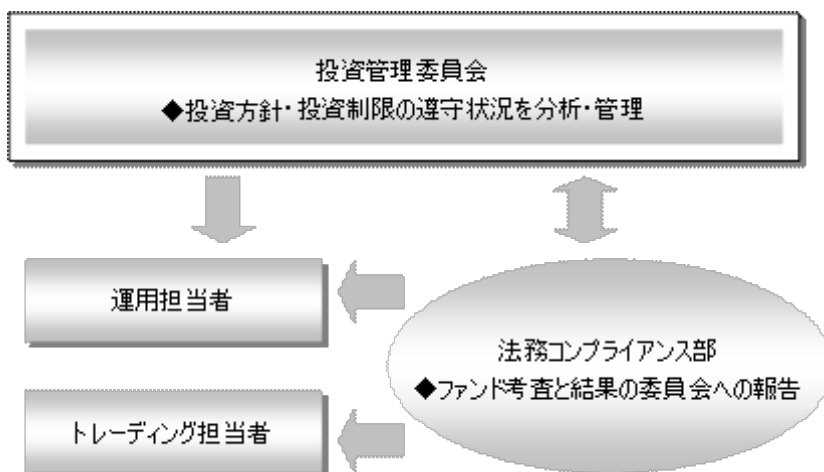 投資管理委員会
◆投資方針・投資制限の遵守状況を分析・管理
運用担当者
法務コンプライアンス部
◆ファンド考査と結果の委員会への報告
トレーディング担当者